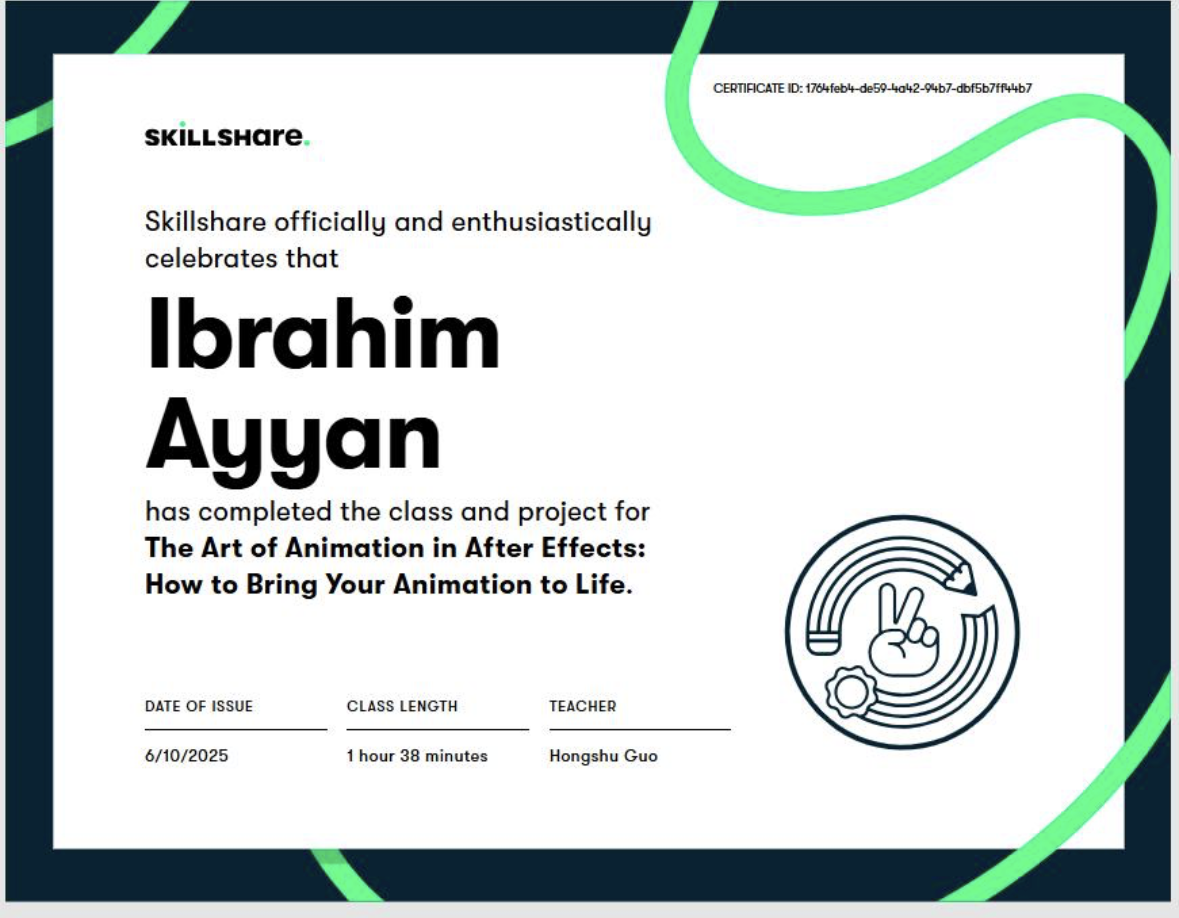 CERTIFICATE ID: 1764feb4-de59-4a42-94b7-dbf5b7ff44b7
SKILLSHare.
Skillshare officially and enthusiastically
celebrates that
Ibrahim
Ayyan
has completed the class and project for
The Art of Animation in After Effects:
How to Bring Your Animation to Life.
DATE OF ISSUE
6/10/2025
CLASS LENGTH
1 hour 38 minutes
TEACHER
Hongshu Guo